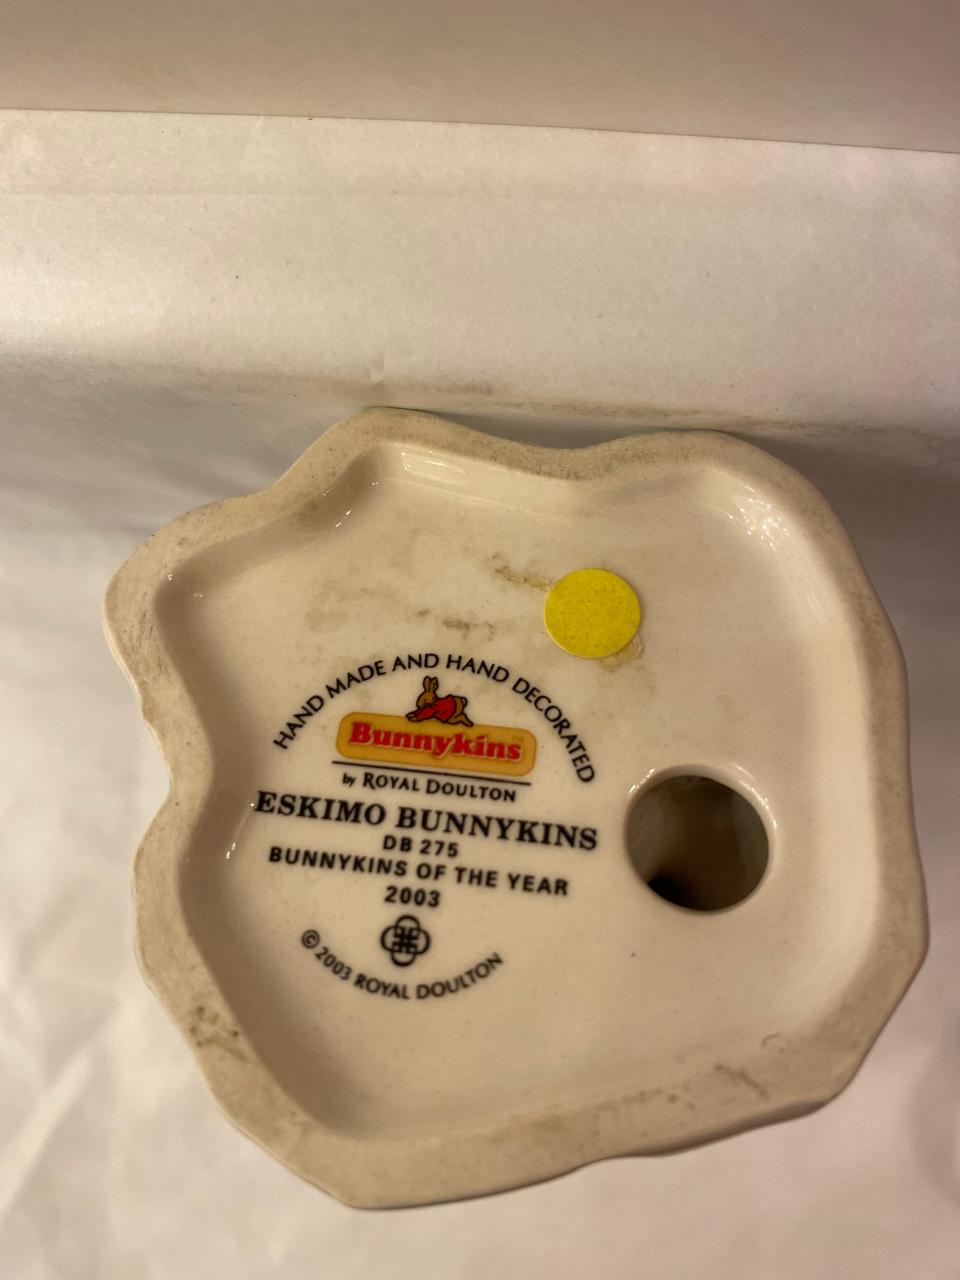 HAND MADE AND HAND DECORATED
Bunnykins™
by ROYAL DOULTON
ESKIMO BUNNYKINS
DB 275
BUNNYKINS OF THE YEAR
2003
© 2003 ROYAL DOULTON